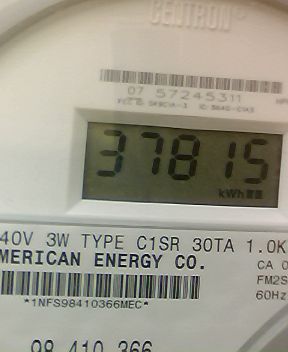 CENTRON®
07 57245311
37815
kWh
40V 3W TYPE C1SR 30TA 1.0K
MERICAN ENERGY CO.
CA 0
FM2S
*1NFS98410366MEC*
60Hz
98 410 366